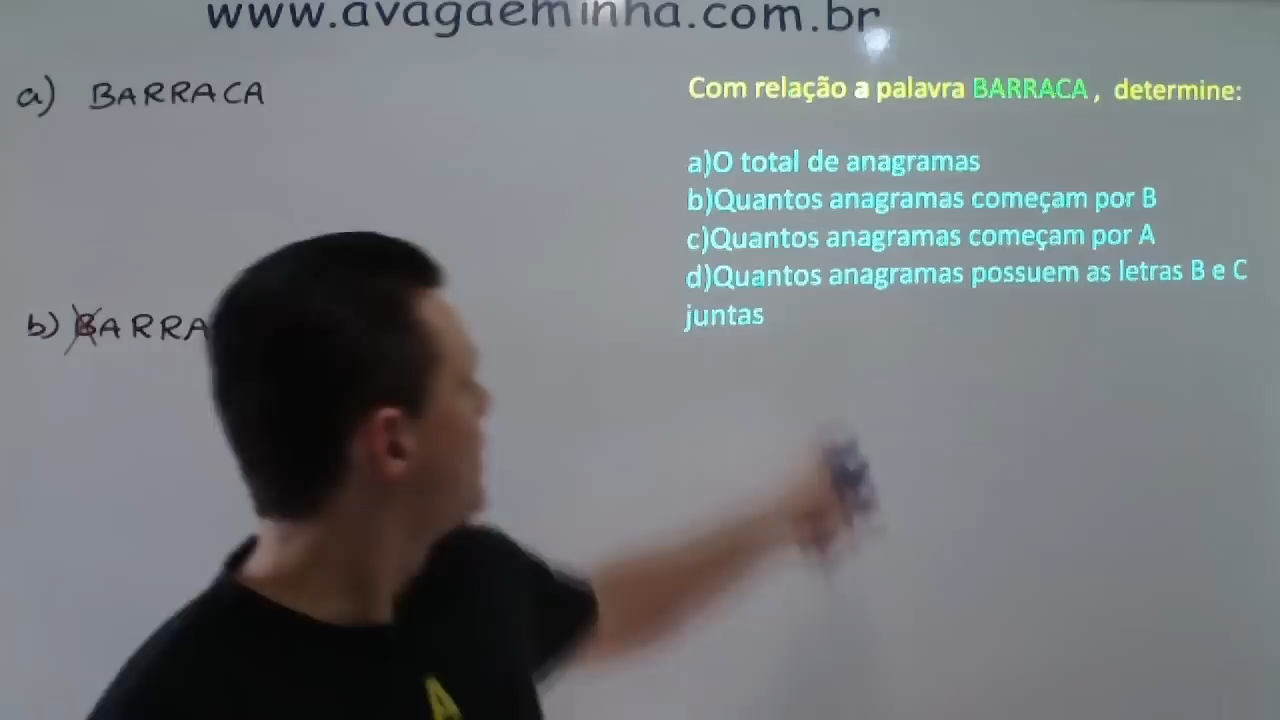 www.avagaeminha.com.br
a) BARRACA
Com relação a palavra BARRACA , determine:
a)O total de anagramas
b)Quantos anagramas começam por B
c)Quantos anagramas começam por A
d)Quantos anagramas possuem as letras B e C
juntas
b) BARRA
A